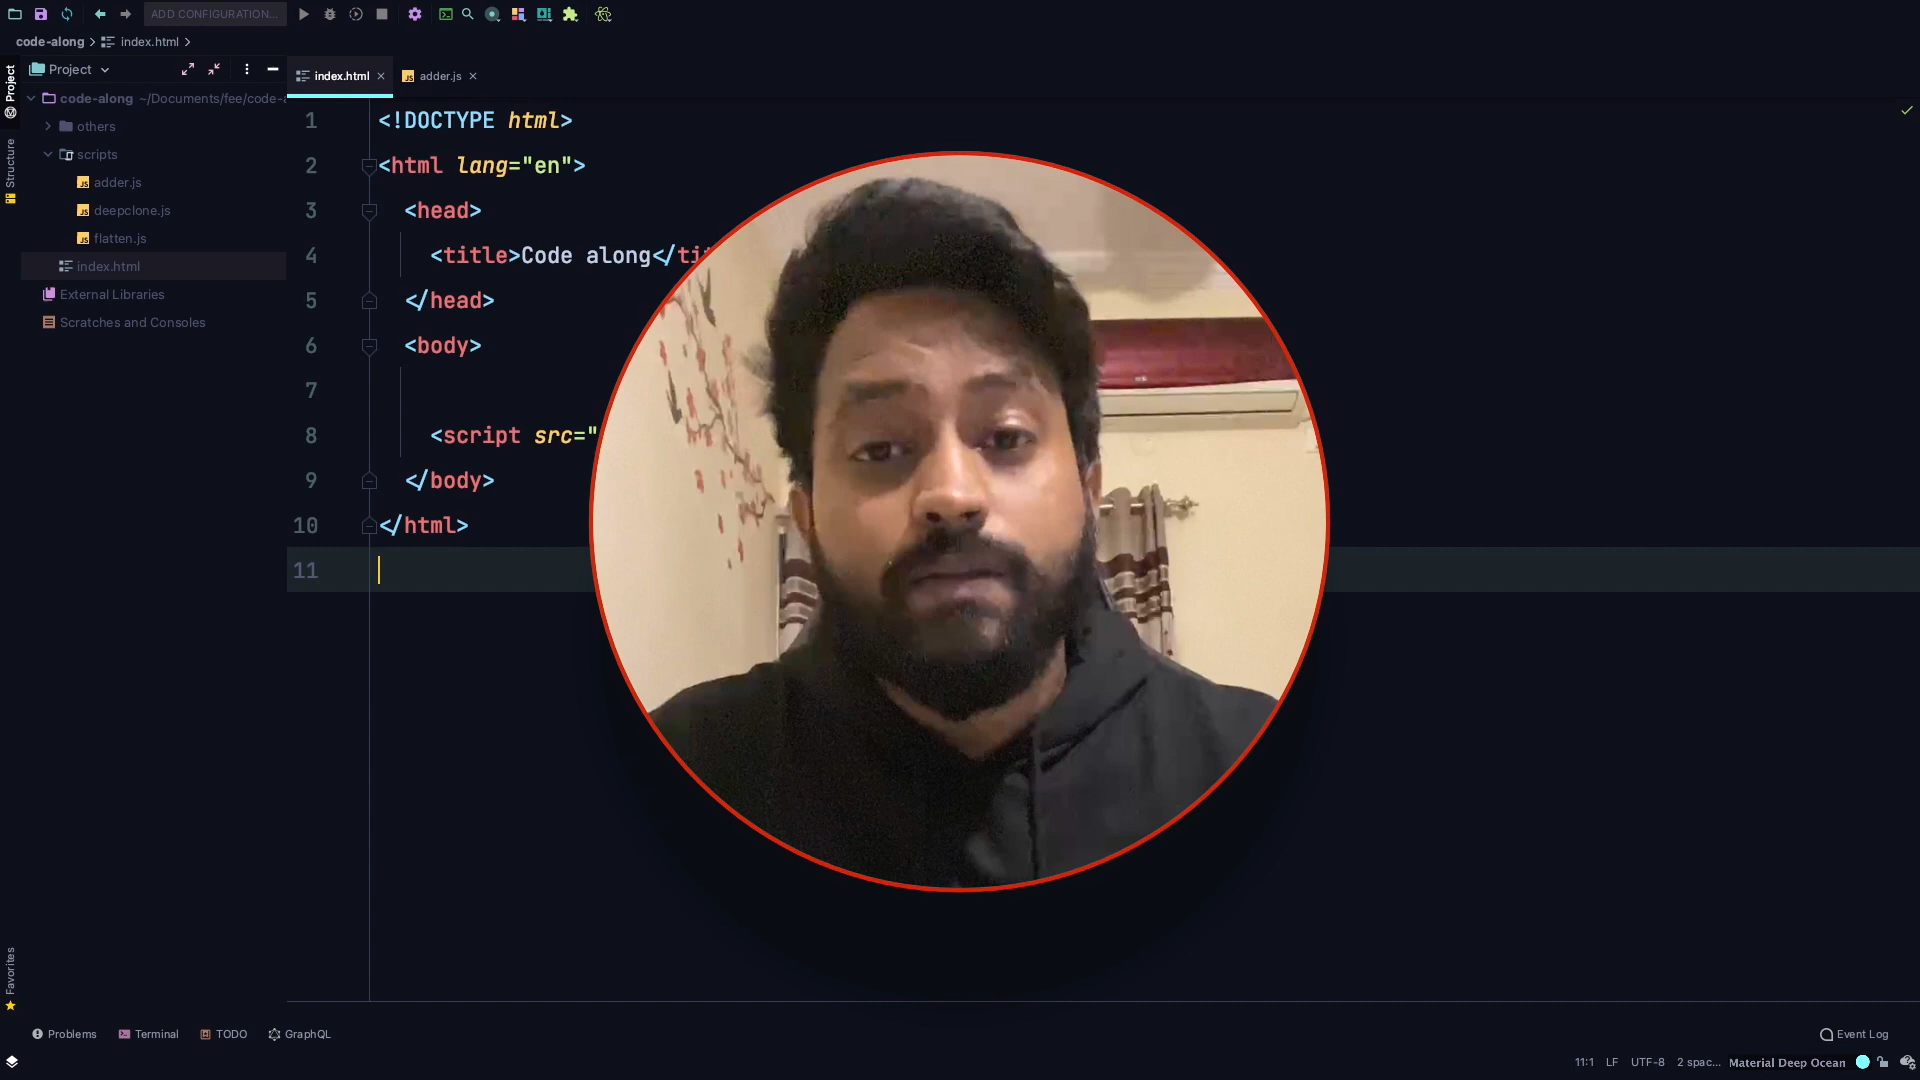 ADD CONFIGURATION...
code-along
index.html
Project
index.html
adder.js
Project
Structure
Favorites
code-along ~/Documents/fee/code-
others
scripts
adder.js
deepclone.js
flatten.js
index.html
External Libraries
Scratches and Consoles
1 <!DOCTYPE html>
2 <html lang="en">
3 <head>
4 <title>Code along</ti
5 </head>
6 <body>
7
8 <script src="
9 </body>
10 </html>
11
Problems
Terminal
TODO
GraphQL
Event Log
11:1 LF UTF-8 2 spac... Material Deep Ocean